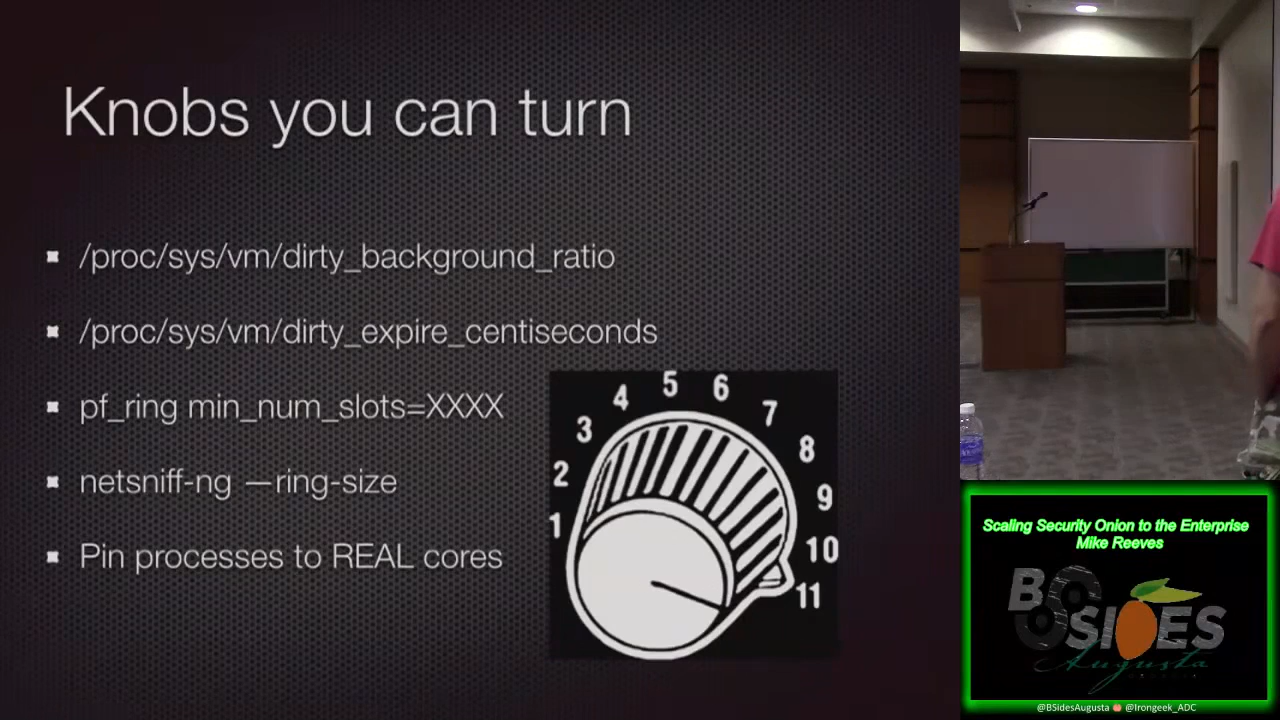 Knobs you can turn
/proc/sys/vm/dirty_background_ratio
/proc/sys/vm/dirty_expire_centiseconds
pf_ring min_num_slots=XXXX
netsniff-ng —ring-size
Pin processes to REAL cores
1
2
3
4
5
6
7
8
9
10
11
Scaling Security Onion to the Enterprise
Mike Reeves
BSIDES
Augusta
@BSidesAugusta @Irongeek_ADC